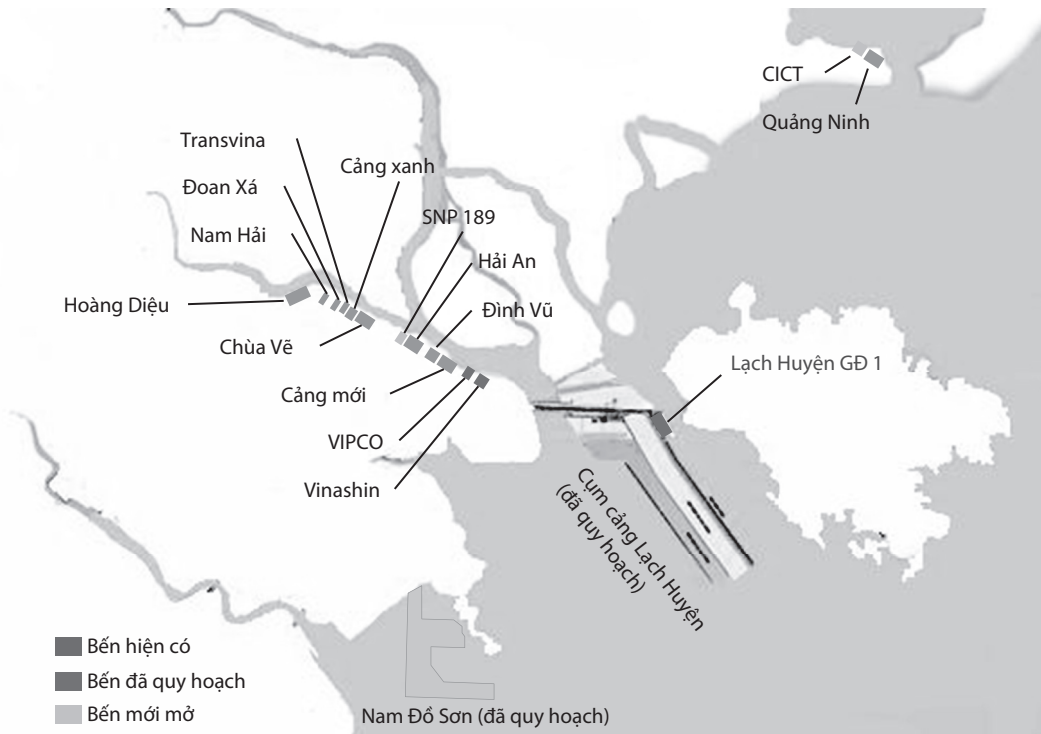 CICT
Quảng Ninh
Transvina
Cảng xanh
Đoan Xá
SNP 189
Nam Hải
Hải An
Hoàng Diệu
Đình Vũ
Chùa Vẽ
Lạch Huyện GĐ 1
Cảng mới
VIPCO
Vinashin
Cụm cảng Lạch Huyện
(đã quy hoạch)
Bến hiện có
Bến đã quy hoạch
Bến mới mở
Nam Đồ Sơn (đã quy hoạch)